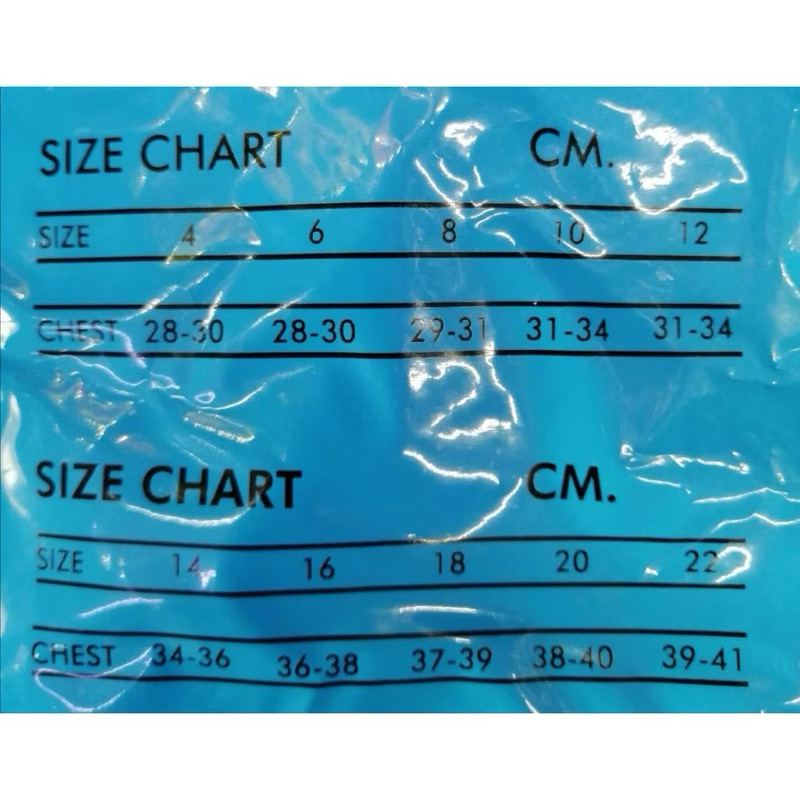 SIZE CHART CM.
SIZE 4 6 8 10 12
CHEST 28-30 28-30 29-31 31-34 31-34
SIZE CHART CM.
SIZE 14 16 18 20 22
CHEST 34-36 36-38 37-39 38-40 39-41